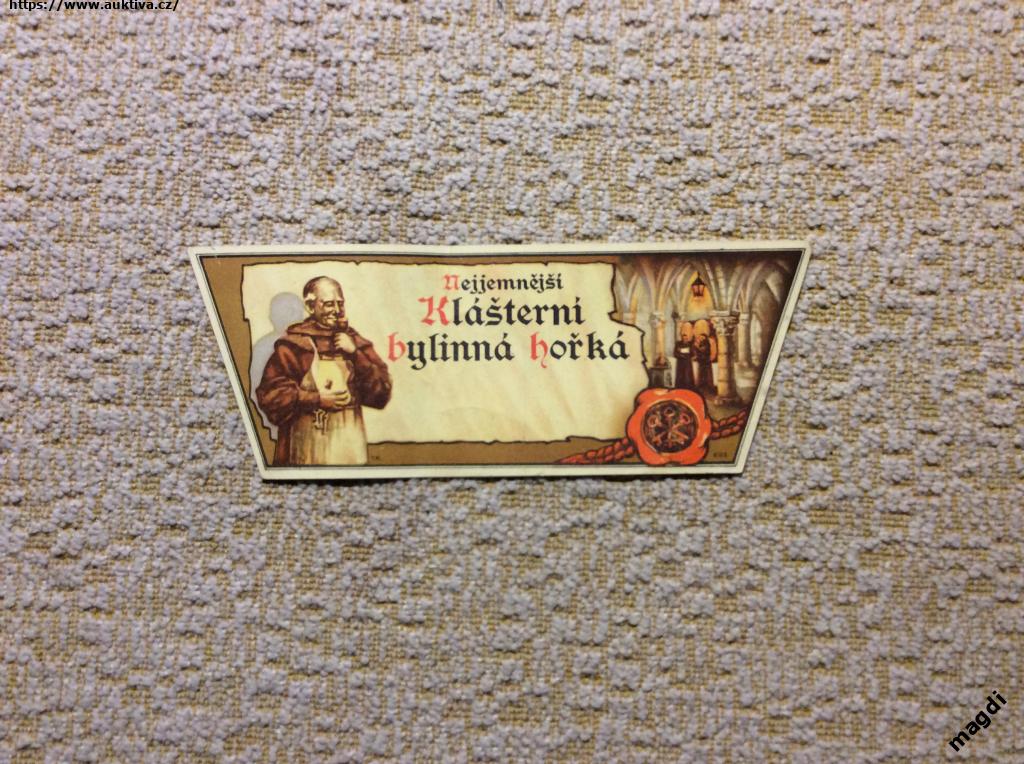 https://www.auktiva.cz/
Nejjemnější
Klášterní
bylinná hořká
magdi